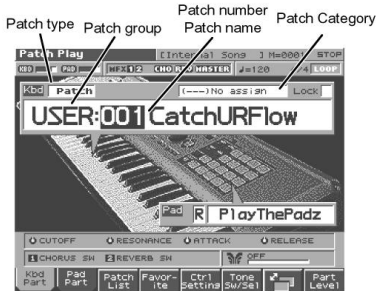 Patch number
Patch type Patch group Patch name Patch Category
Patch Play [Internal Song ] M=0001 STOP
KBD PAD MFX 1 2 CHO REV MASTER ♩=120 /4 LOOP
Kbd Patch (---)No assign Lock
USER:001 CatchURFlow
Pad R PlayThePadz
CUTOFF RESONANCE ATTACK RELEASE
1 CHORUS SW 2 REVERB SW OFF
Kbd Part Pad Part Patch List Favor-ite Ctrl Setting Tone Sw/Sel Part Level